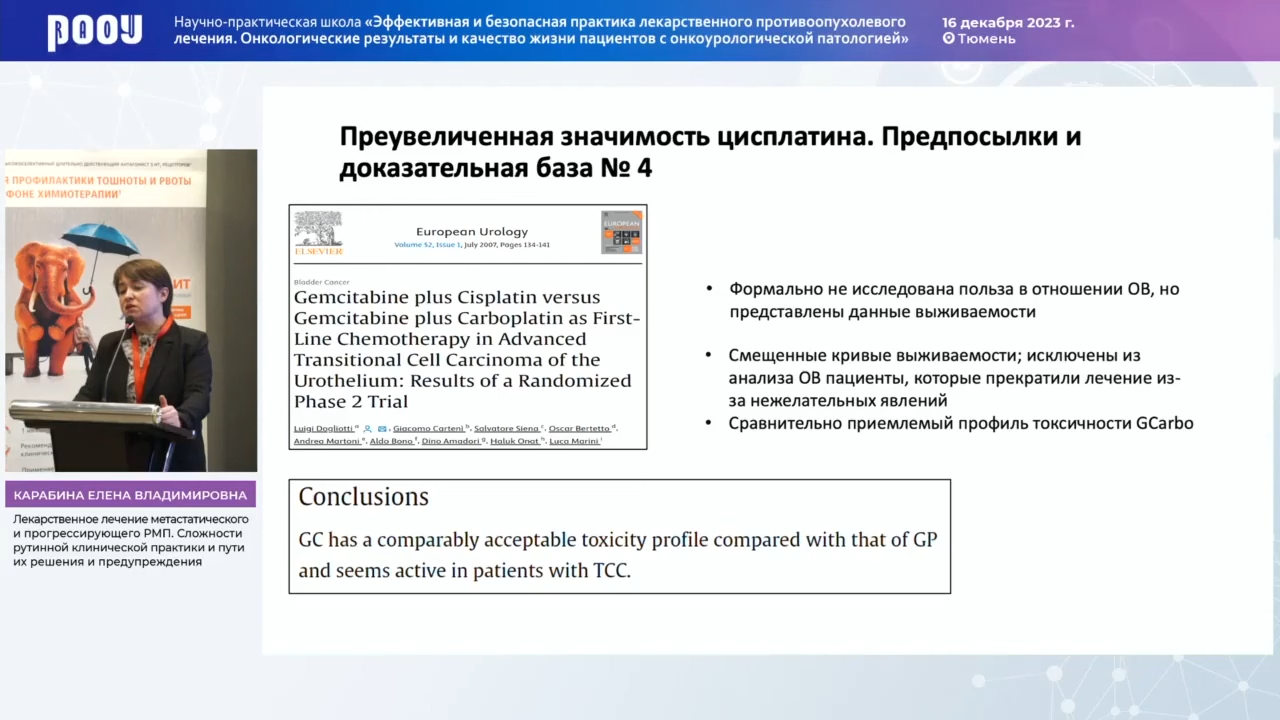 РАОУ
Научно-практическая школа «Эффективная и безопасная практика лекарственного противоопухолевого
лечения. Онкологические результаты и качество жизни пациентов с онкоурологической патологией»
16 декабря 2023 г.
Тюмень
Преувеличенная значимость цисплатина. Предпосылки и
доказательная база № 4
ELSEVIER
European Urology
Volume 52, Issue 1, July 2007, Pages 134-141
EUROPEAN
Bladder Cancer
Gemcitabine plus Cisplatin versus
Gemcitabine plus Carboplatin as First-
Line Chemotherapy in Advanced
Transitional Cell Carcinoma of the
Urothelium: Results of a Randomized
Phase 2 Trial
Luigi Dogliotti a, Giacomo Cartenì b, Salvatore Siena c, Oscar Bertetto d,
Andrea Martoni e, Aldo Bono f, Dino Amadori g, Haluk Onat h, Luca Marini i
• Формально не исследована польза в отношении ОВ, но
представлены данные выживаемости
• Смещенные кривые выживаемости; исключены из
анализа ОВ пациенты, которые прекратили лечение из-
за нежелательных явлений
• Сравнительно приемлемый профиль токсичности GCarbo
Conclusions
GC has a comparably acceptable toxicity profile compared with that of GP
and seems active in patients with TCC.
Я ПРОФИЛАКТИКИ ТОШНОТЫ И РВОТЫ
ФОНЕ ХИМИОТЕРАПИИ
КАРАБИНА ЕЛЕНА ВЛАДИМИРОВНА
Лекарственное лечение метастатического
и прогрессирующего РМП. Сложности
рутинной клинической практики и пути
их решения и предупреждения